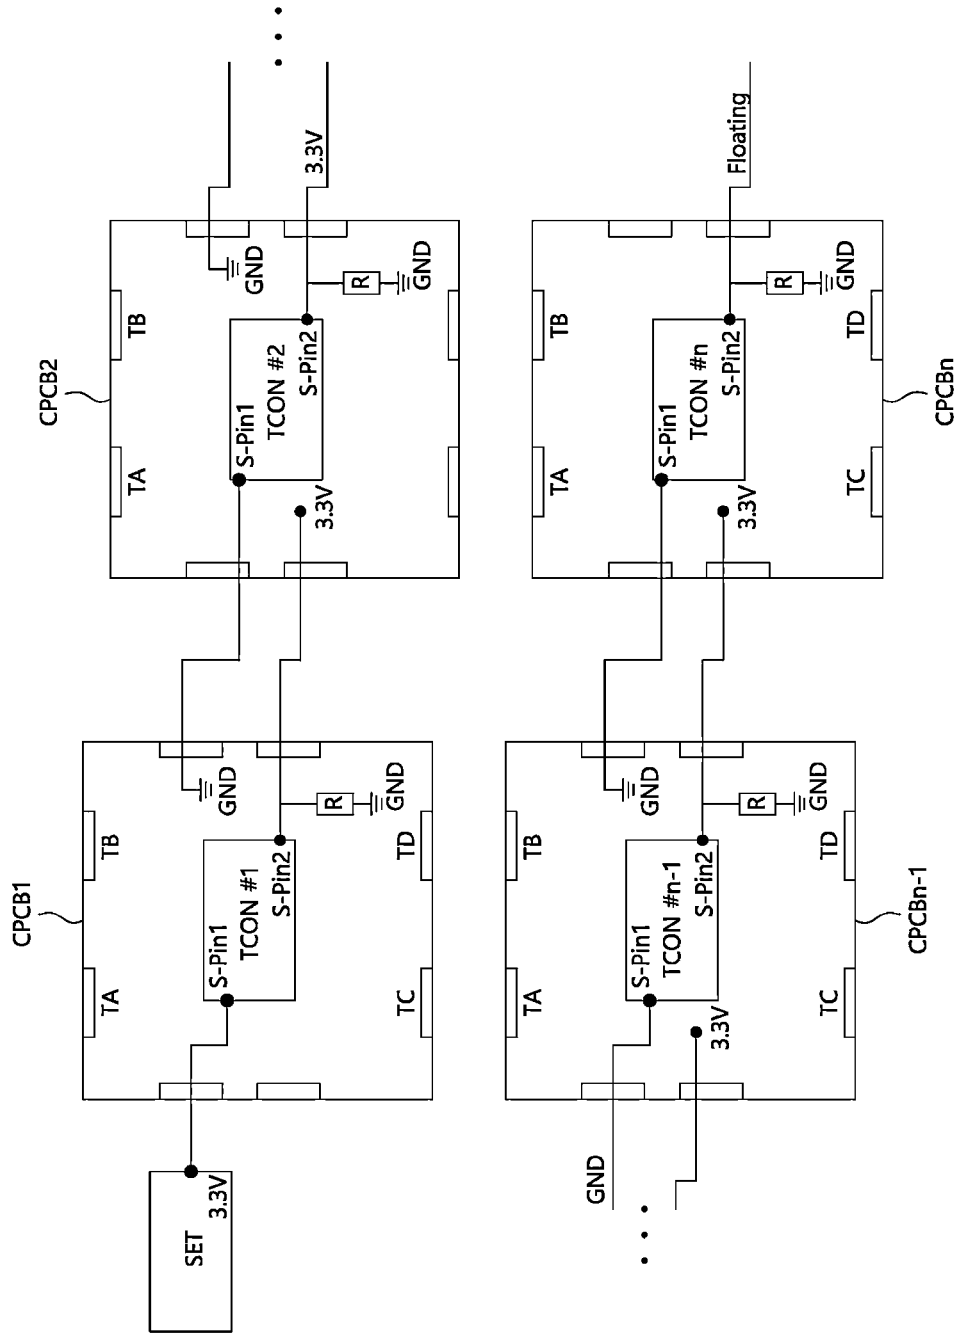 SET
3.3V
CPCB1
TA
TB
S-Pin1
TCON #1
S-Pin2
GND
R
GND
TC
TD
CPCB2
TA
TB
S-Pin1
TCON #2
S-Pin2
3.3V
GND
R
GND
3.3V
GND
CPCBn-1
TA
TB
S-Pin1
TCON #n-1
S-Pin2
3.3V
GND
R
GND
TC
TD
CPCBn
TA
TB
S-Pin1
TCON #n
S-Pin2
3.3V
R
GND
TC
TD
Floating